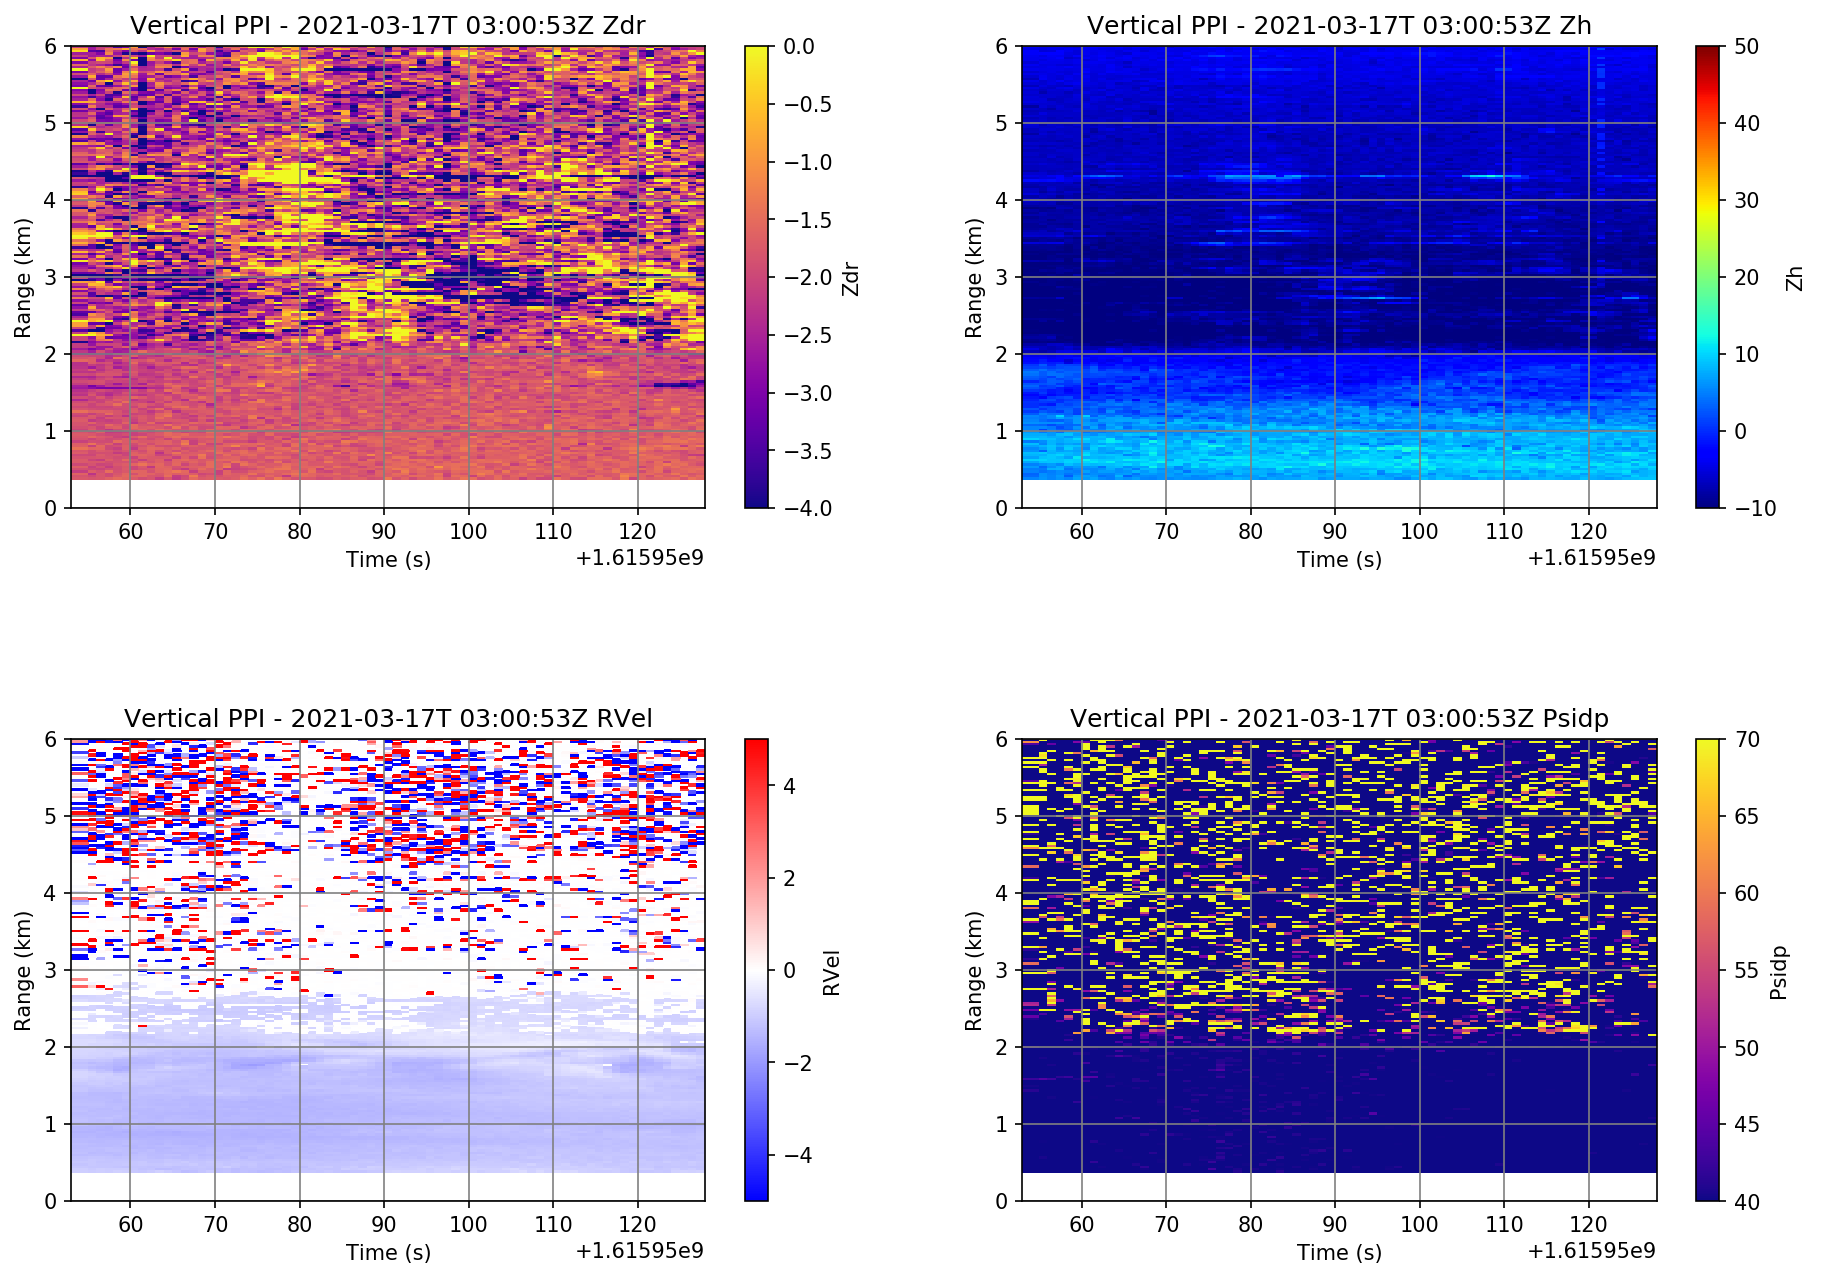 Vertical PPI - 2021-03-17T 03:00:53Z Zdr
6
5
4
3
2
1
0
Range (km)
60 70 80 90 100 110 120
Time (s)
+1.61595e9
0.0
−0.5
−1.0
−1.5
−2.0
−2.5
−3.0
−3.5
−4.0
Zdr
Vertical PPI - 2021-03-17T 03:00:53Z Zh
6
5
4
3
2
1
0
Range (km)
60 70 80 90 100 110 120
Time (s)
+1.61595e9
50
40
30
20
10
0
−10
Zh
Vertical PPI - 2021-03-17T 03:00:53Z RVel
6
5
4
3
2
1
0
Range (km)
60 70 80 90 100 110 120
Time (s)
+1.61595e9
4
2
0
−2
−4
RVel
Vertical PPI - 2021-03-17T 03:00:53Z Psidp
6
5
4
3
2
1
0
Range (km)
60 70 80 90 100 110 120
Time (s)
+1.61595e9
70
65
60
55
50
45
40
Psidp